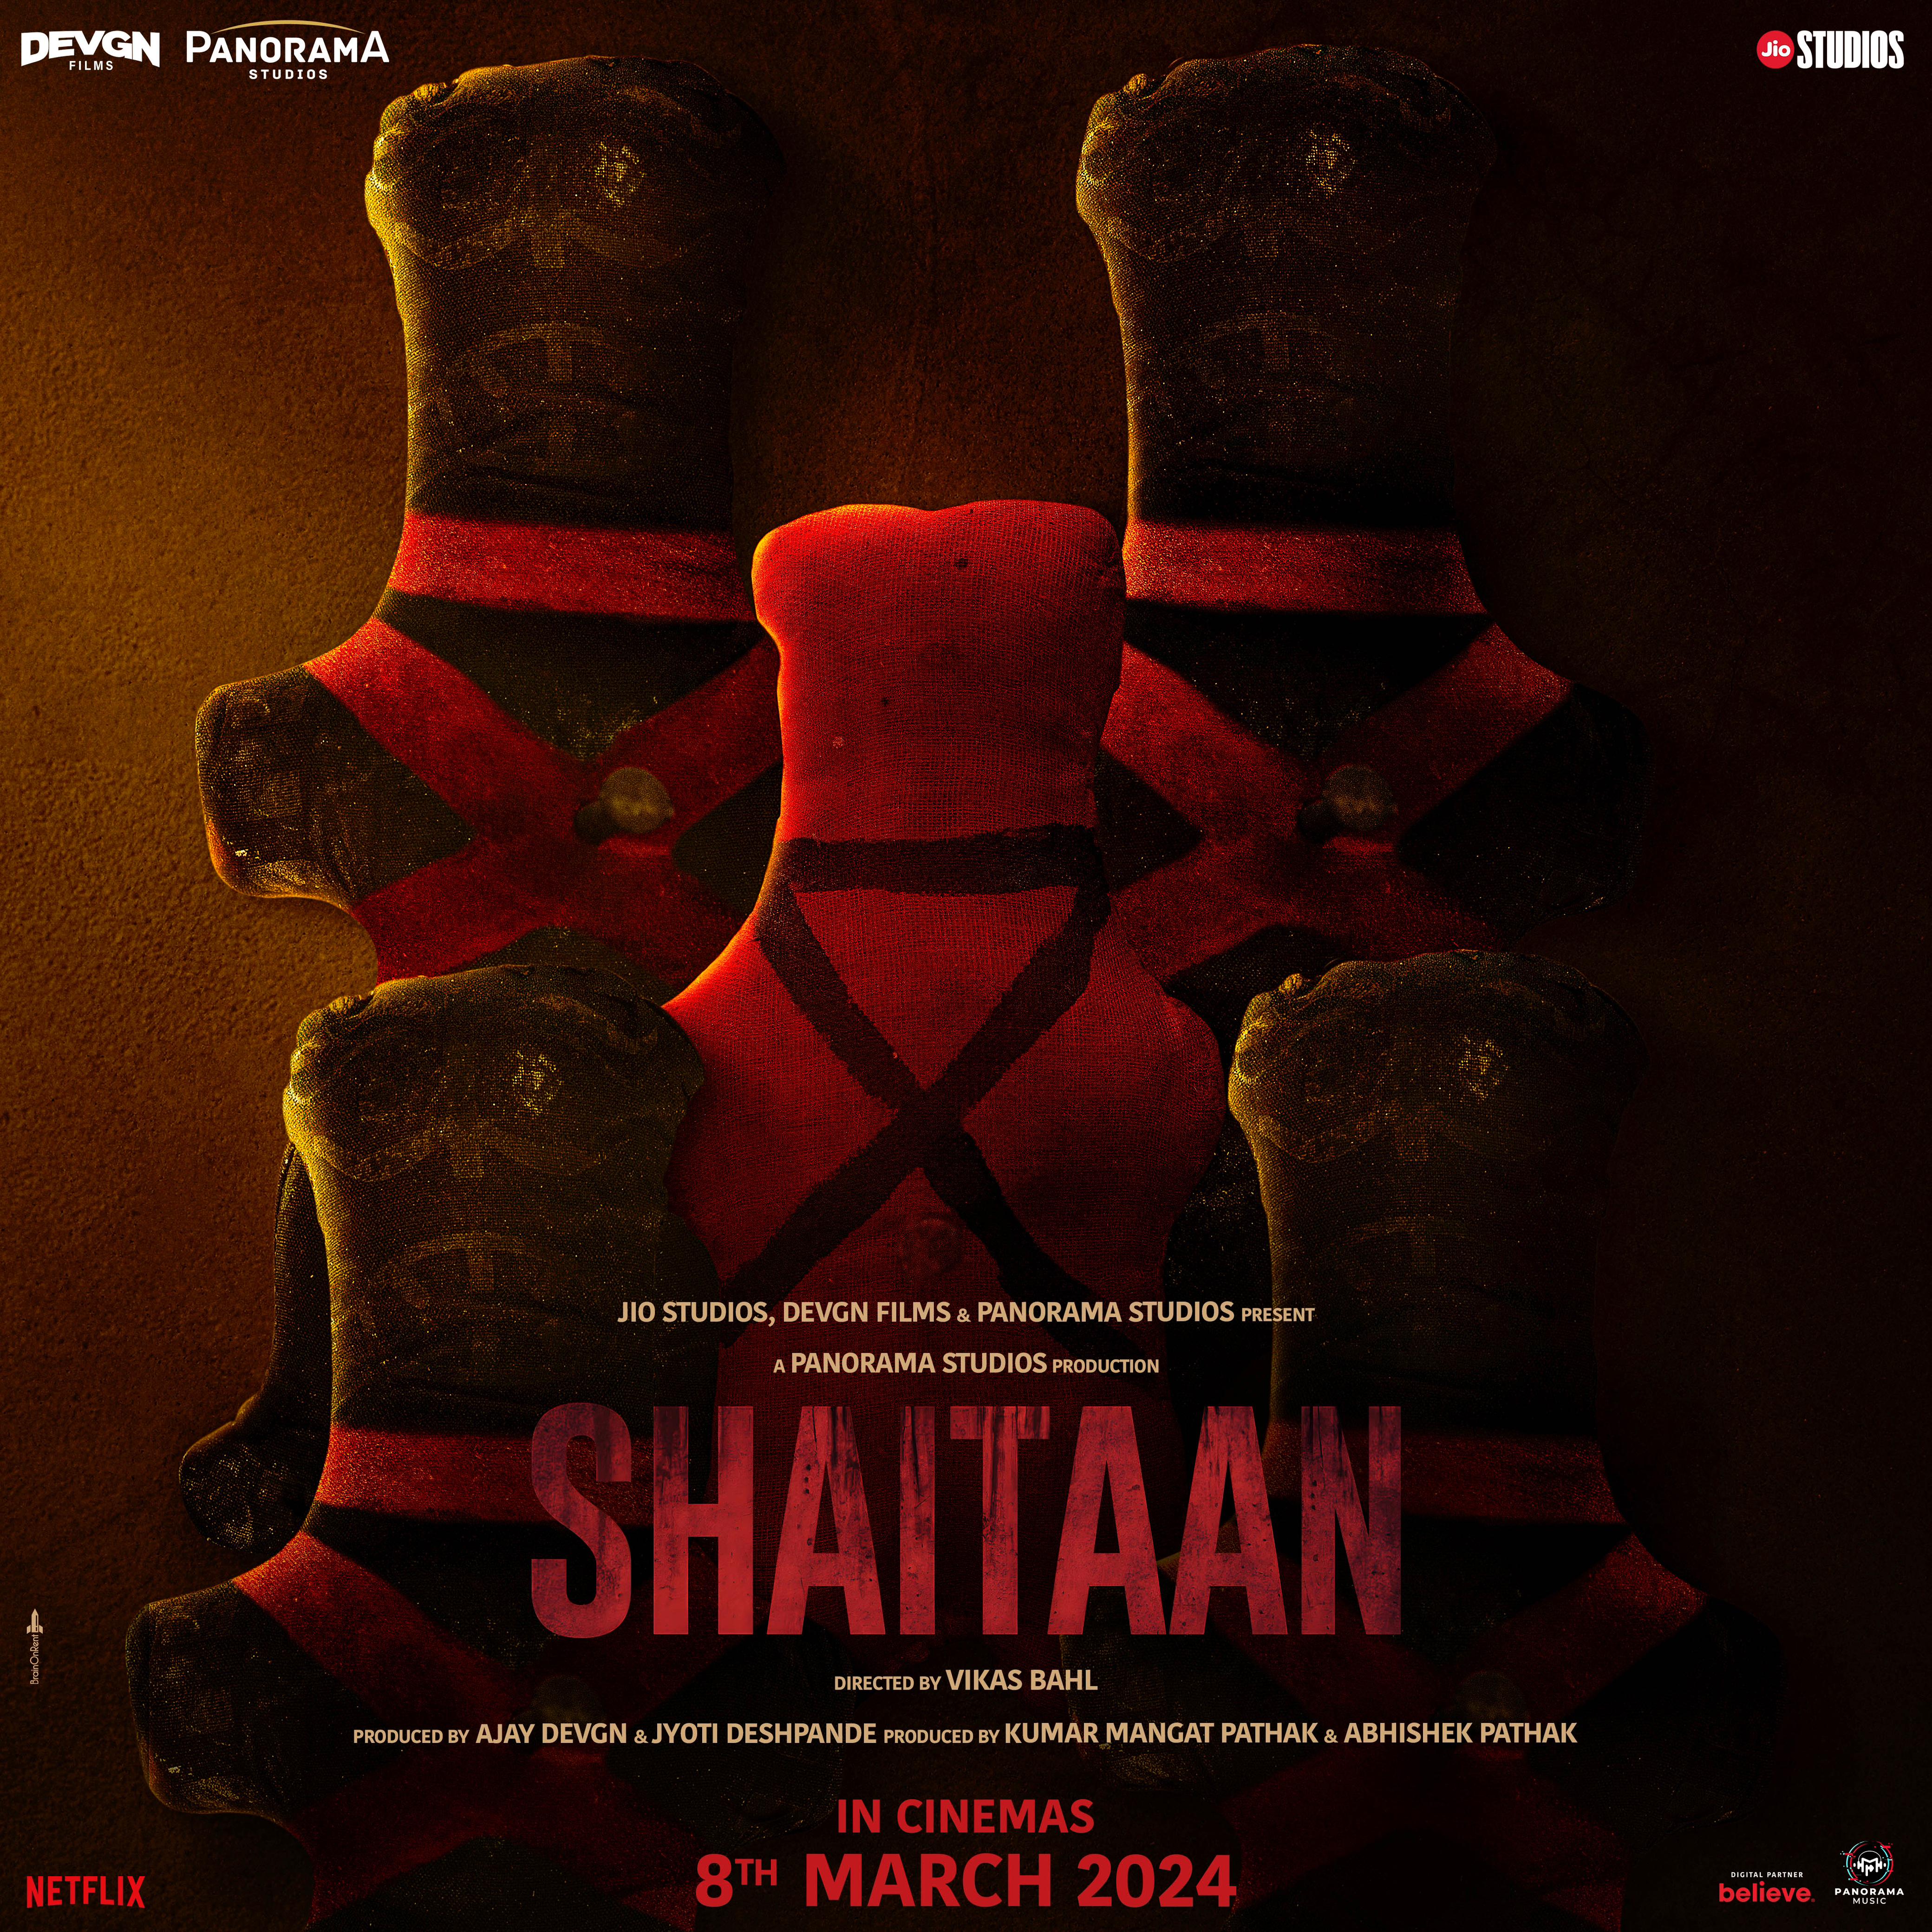 DEVGN
FILMS
PANORAMA
STUDIOS
Jio STUDIOS
JIO STUDIOS, DEVGN FILMS & PANORAMA STUDIOS PRESENT
A PANORAMA STUDIOS PRODUCTION
SHAITAAN
DIRECTED BY VIKAS BAHL
PRODUCED BY AJAY DEVGN & JYOTI DESHPANDE PRODUCED BY KUMAR MANGAT PATHAK & ABHISHEK PATHAK
IN CINEMAS
8TH MARCH 2024
BrainOnRent
NETFLIX
DIGITAL PARTNER
believe.
PANORAMA
MUSIC